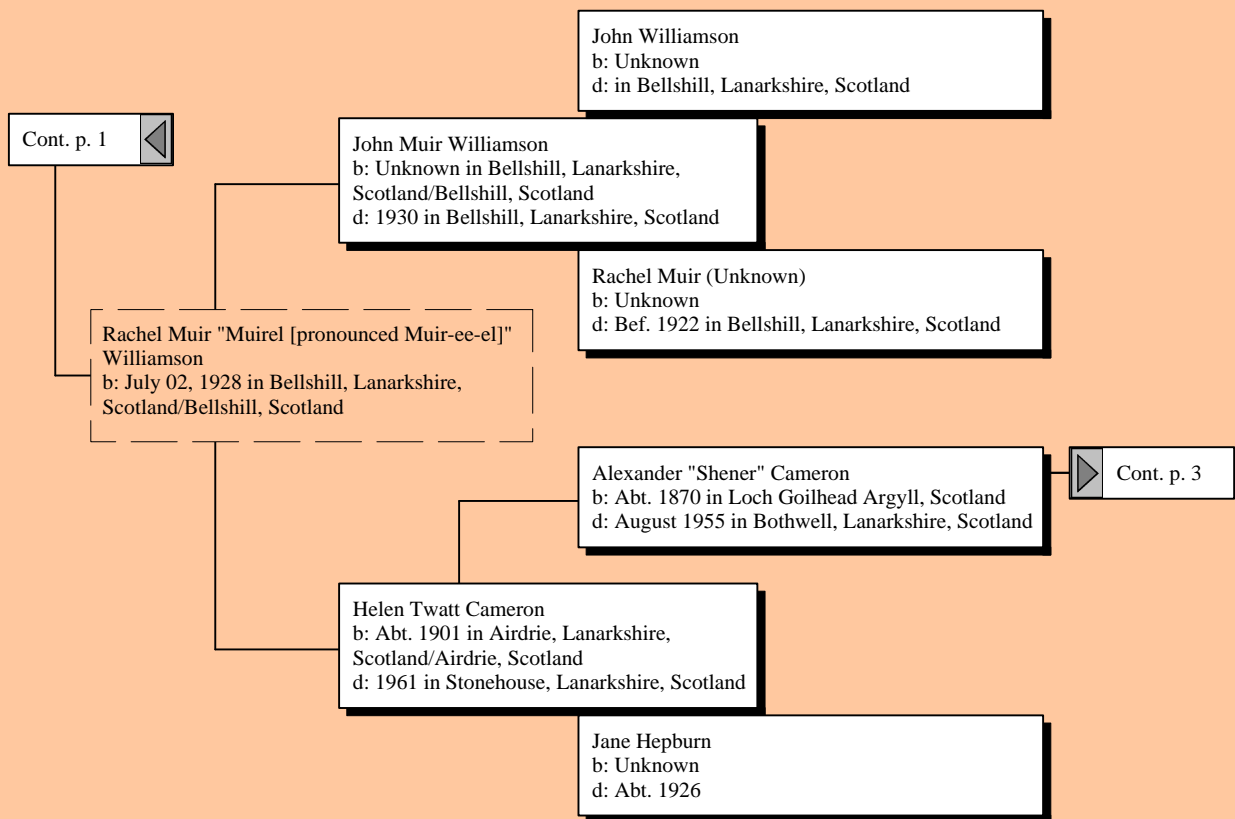 John Williamson
b: Unknown
d: in Bellshill, Lanarkshire, Scotland
Cont. p. 1
John Muir Williamson
b: Unknown in Bellshill, Lanarkshire,
Scotland/Bellshill, Scotland
d: 1930 in Bellshill, Lanarkshire, Scotland
Rachel Muir (Unknown)
b: Unknown
d: Bef. 1922 in Bellshill, Lanarkshire, Scotland
Rachel Muir "Muirel [pronounced Muir-ee-el]"
Williamson
b: July 02, 1928 in Bellshill, Lanarkshire,
Scotland/Bellshill, Scotland
Alexander "Shener" Cameron
b: Abt. 1870 in Loch Goilhead Argyll, Scotland
d: August 1955 in Bothwell, Lanarkshire, Scotland
Cont. p. 3
Helen Twatt Cameron
b: Abt. 1901 in Airdrie, Lanarkshire,
Scotland/Airdrie, Scotland
d: 1961 in Stonehouse, Lanarkshire, Scotland
Jane Hepburn
b: Unknown
d: Abt. 1926